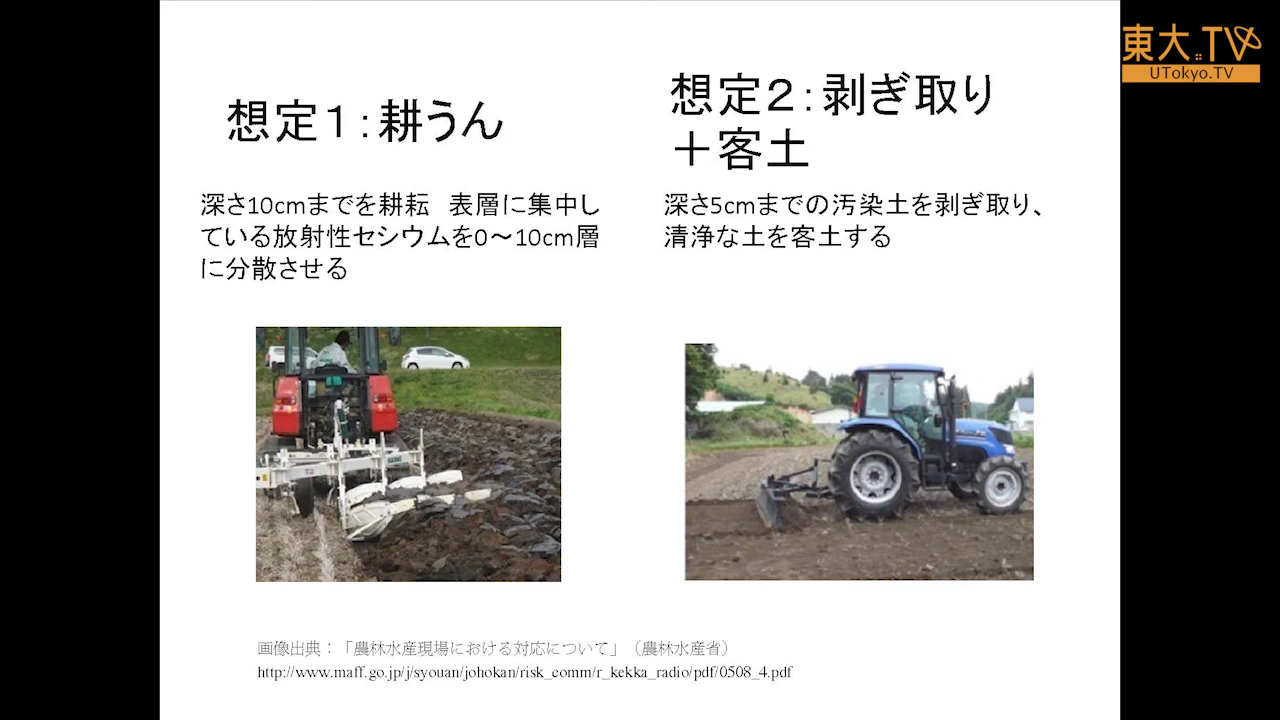 東大.TV
UTokyo.TV
想定１：耕うん
深さ10cmまでを耕耘　表層に集中し
ている放射性セシウムを0～10cm層
に分散させる
想定２：剥ぎ取り
＋客土
深さ5cmまでの汚染土を剥ぎ取り、
清浄な土を客土する
画像出典：「農林水産現場における対応について」（農林水産省）
http://www.maff.go.jp/j/syouan/johokan/risk_comm/r_kekka_radio/pdf/0508_4.pdf